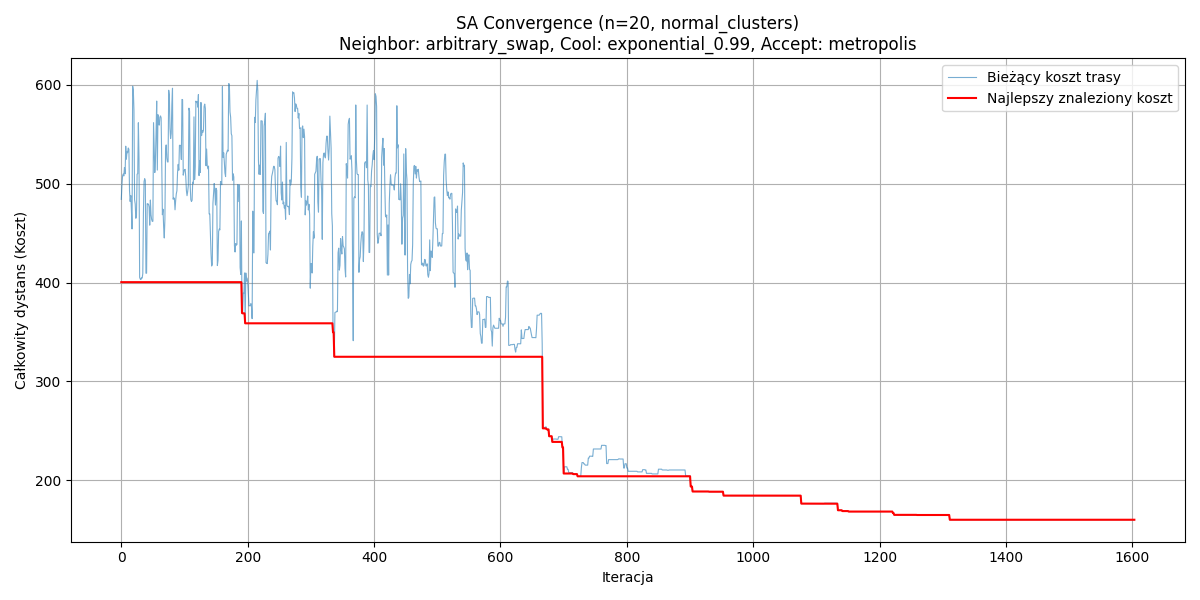 SA Convergence (n=20, normal_clusters)
Neighbor: arbitrary_swap, Cool: exponential_0.99, Accept: metropolis
Bieżący koszt trasy
Najlepszy znaleziony koszt
Całkowity dystans (Koszt)
600
500
400
300
200
0 200 400 600 800 1000 1200 1400 1600
Iteracja